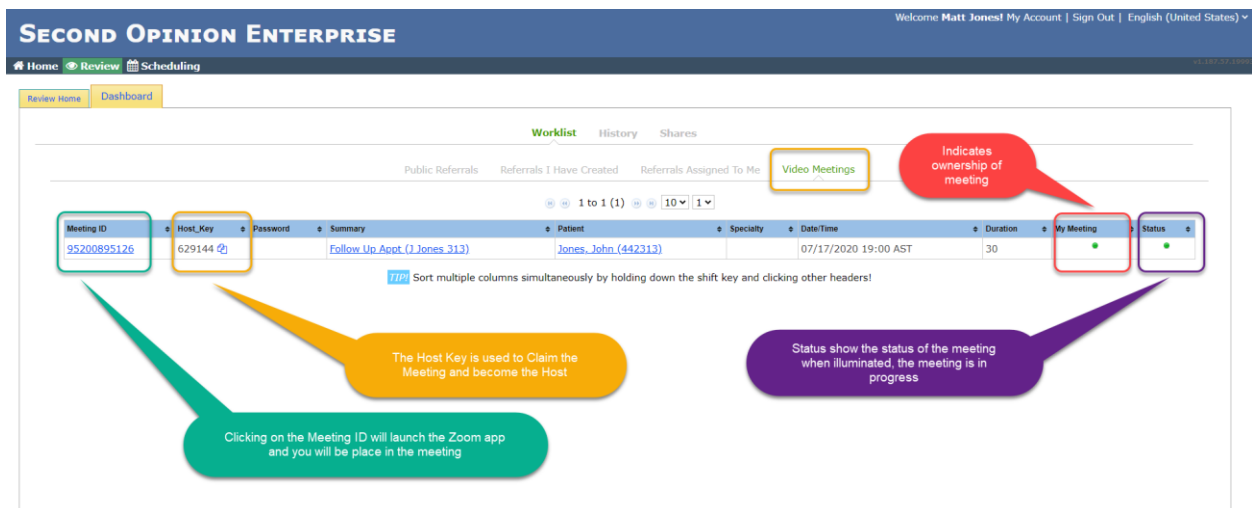 Welcome Matt Jones! My Account | Sign Out | English (United States)
SECOND OPINION ENTERPRISE
Home Review Scheduling
Review Home Dashboard
Worklist History Shares
Public Referrals Referrals I Have Created Referrals Assigned To Me Video Meetings
Indicates
ownership of
meeting
1 to 1 (1) 10 1
Meeting ID Host_Key Password Summary Patient Specialty Date/Time Duration My Meeting Status
95200895126 629144 Follow Up Appt (J Jones 313) Jones, John (442313) 07/17/2020 19:00 AST 30
TIP! Sort multiple columns simultaneously by holding down the shift key and clicking other headers!
The Host Key is used to Claim the
Meeting and become the Host
Status show the status of the meeting
when illuminated, the meeting is in
progress
Clicking on the Meeting ID will launch the Zoom app
and you will be place in the meeting